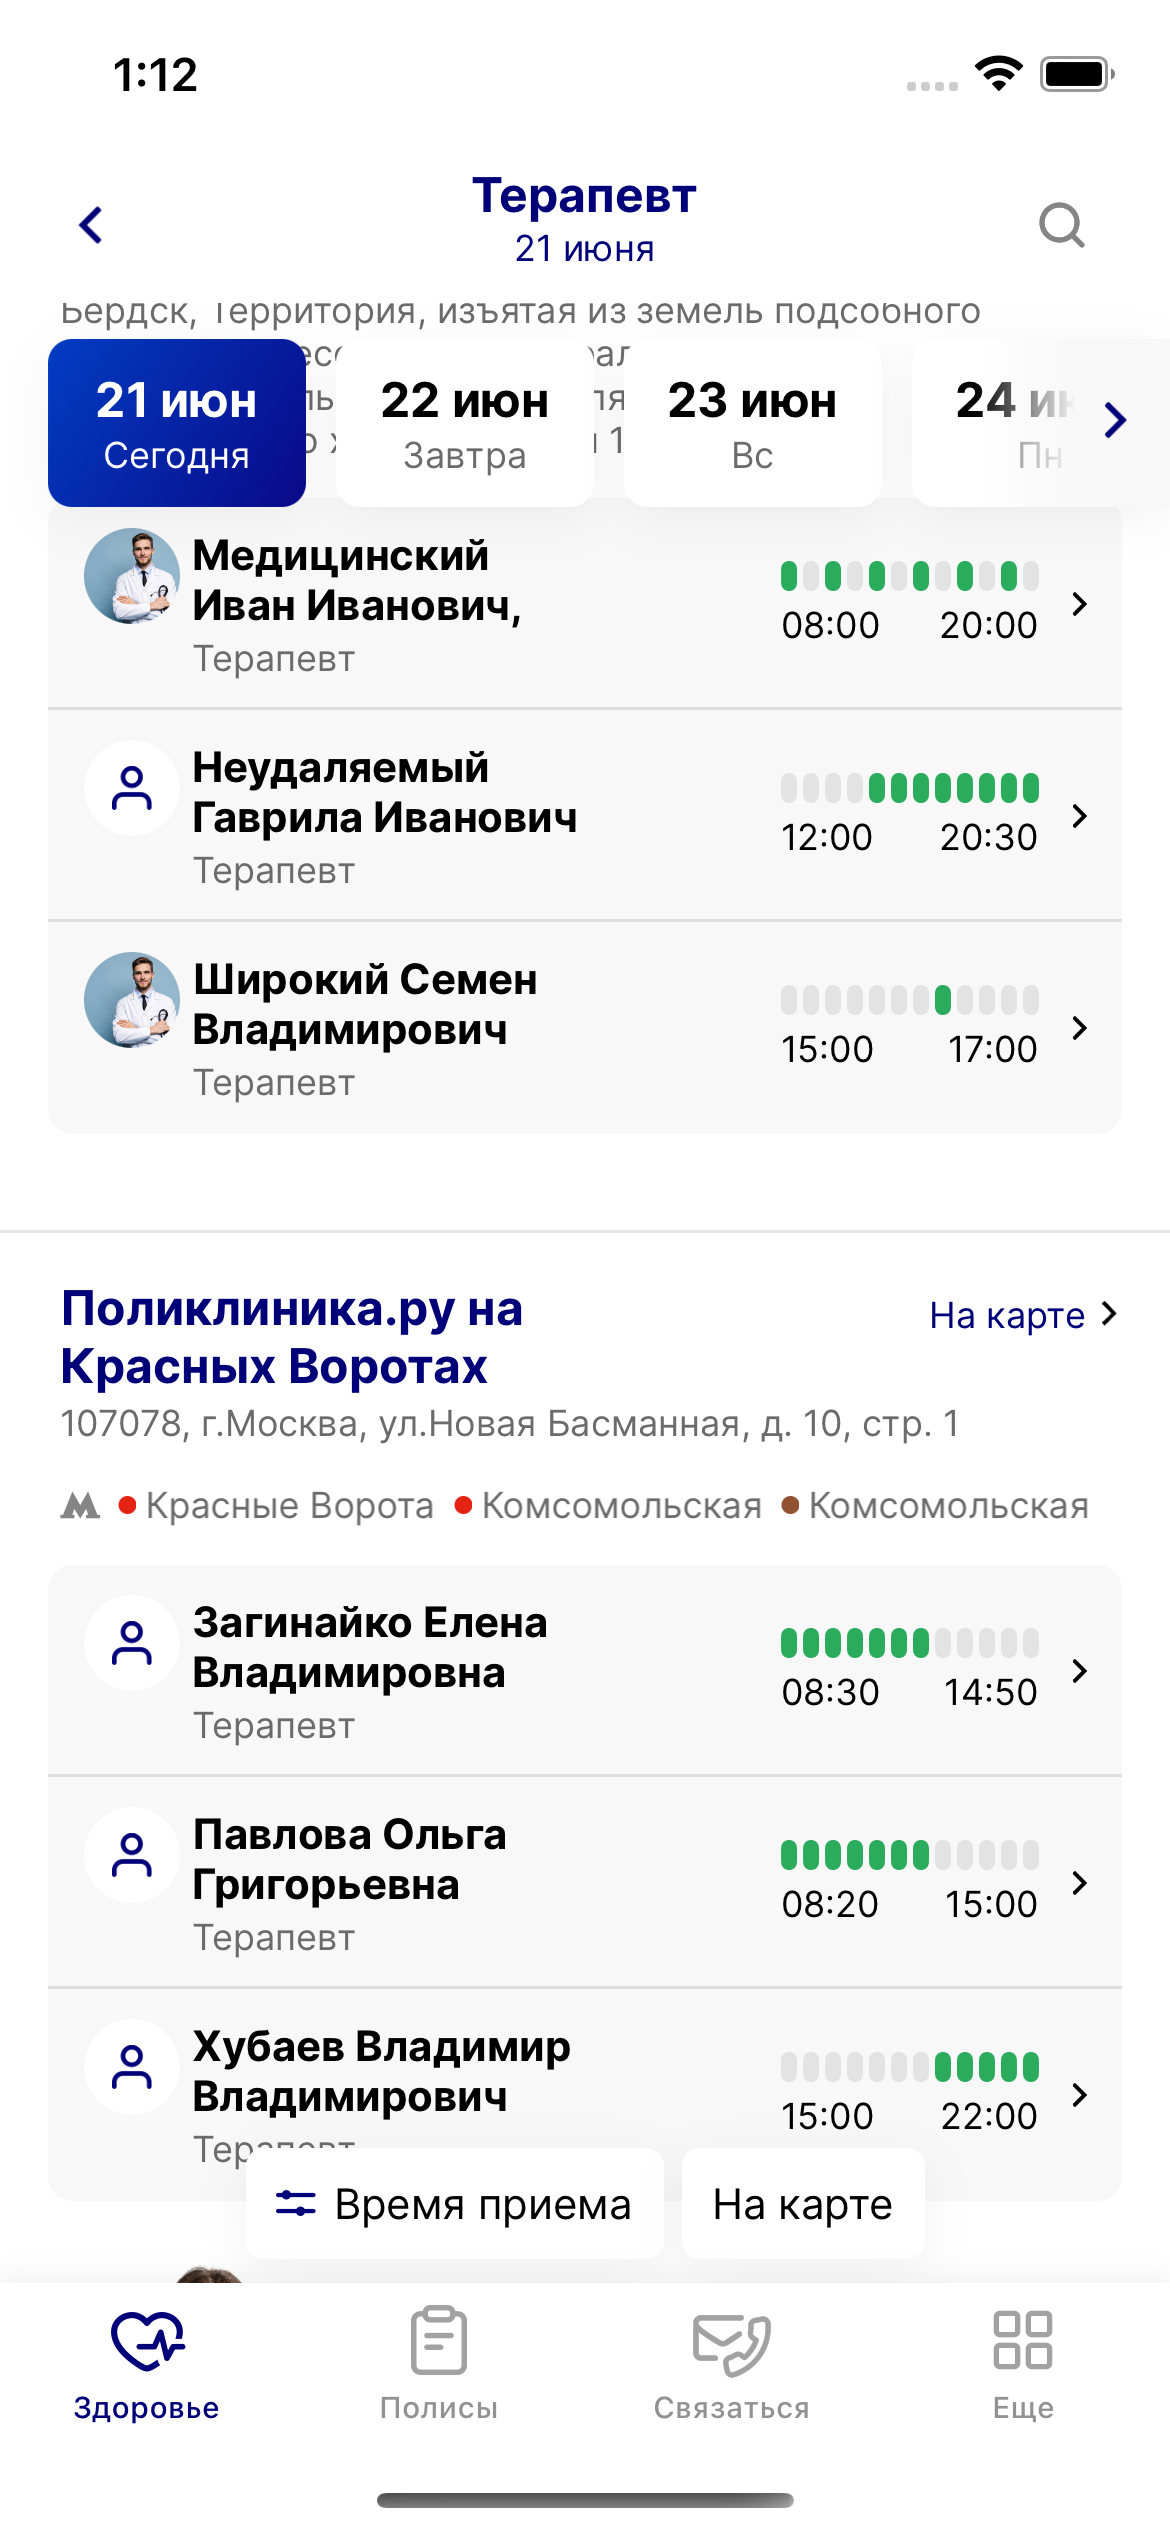 1:12
Терапевт
21 июня
Бердск, Территория, изъятая из земель подсобного
21 июн
Сегодня
22 июн
Завтра
23 июн
Вс
24
Пн
Медицинский
Иван Иванович,
Терапевт
08:00 20:00
Неудаляемый
Гаврила Иванович
Терапевт
12:00 20:30
Широкий Семен
Владимирович
Терапевт
15:00 17:00
Поликлиника.ру на
Красных Воротах
На карте
107078, г.Москва, ул.Новая Басманная, д. 10, стр. 1
Красные Ворота Комсомольская Комсомольская
Загинайко Елена
Владимировна
Терапевт
08:30 14:50
Павлова Ольга
Григорьевна
Терапевт
08:20 15:00
Хубаев Владимир
Владимирович
Терапевт
15:00 22:00
Время приема На карте
Здоровье Полисы Связаться Еще